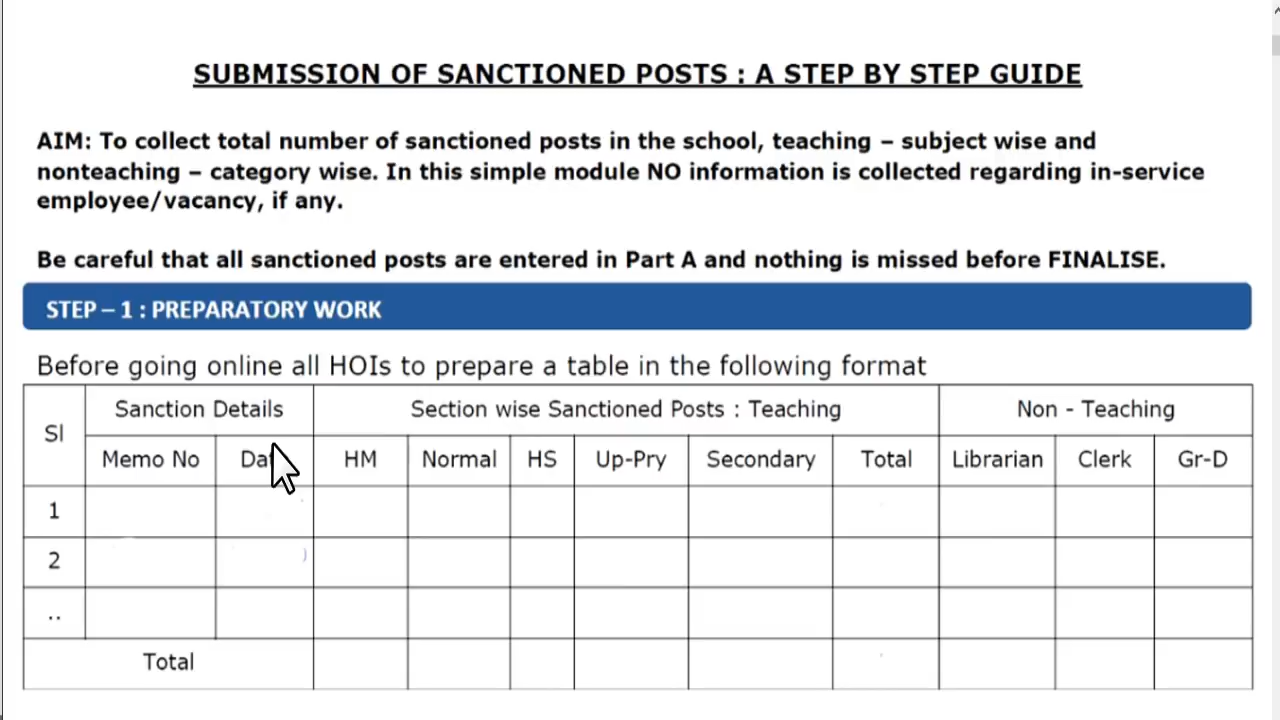 SUBMISSION OF SANCTIONED POSTS : A STEP BY STEP GUIDE
AIM: To collect total number of sanctioned posts in the school, teaching – subject wise and
nonteaching – category wise. In this simple module NO information is collected regarding in-service
employee/vacancy, if any.
Be careful that all sanctioned posts are entered in Part A and nothing is missed before FINALISE.
STEP – 1 : PREPARATORY WORK
Before going online all HOIs to prepare a table in the following format
Sl Sanction Details Section wise Sanctioned Posts : Teaching Non - Teaching
Memo No HM Normal HS Up-Pry Secondary Total Librarian Clerk Gr-D
1
2
..
Total